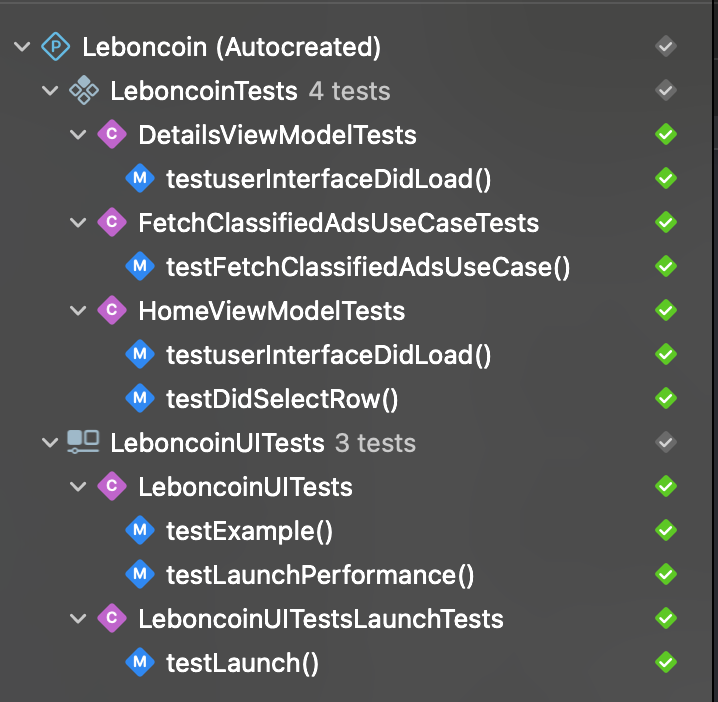 P Leboncoin (Autocreated)
LeboncoinTests 4 tests
C DetailsViewModelTests
M testuserInterfaceDidLoad()
C FetchClassifiedAdsUseCaseTests
M testFetchClassifiedAdsUseCase()
C HomeViewModelTests
M testuserInterfaceDidLoad()
M testDidSelectRow()
LeboncoinUITests 3 tests
C LeboncoinUITests
M testExample()
M testLaunchPerformance()
C LeboncoinUITestsLaunchTests
M testLaunch()